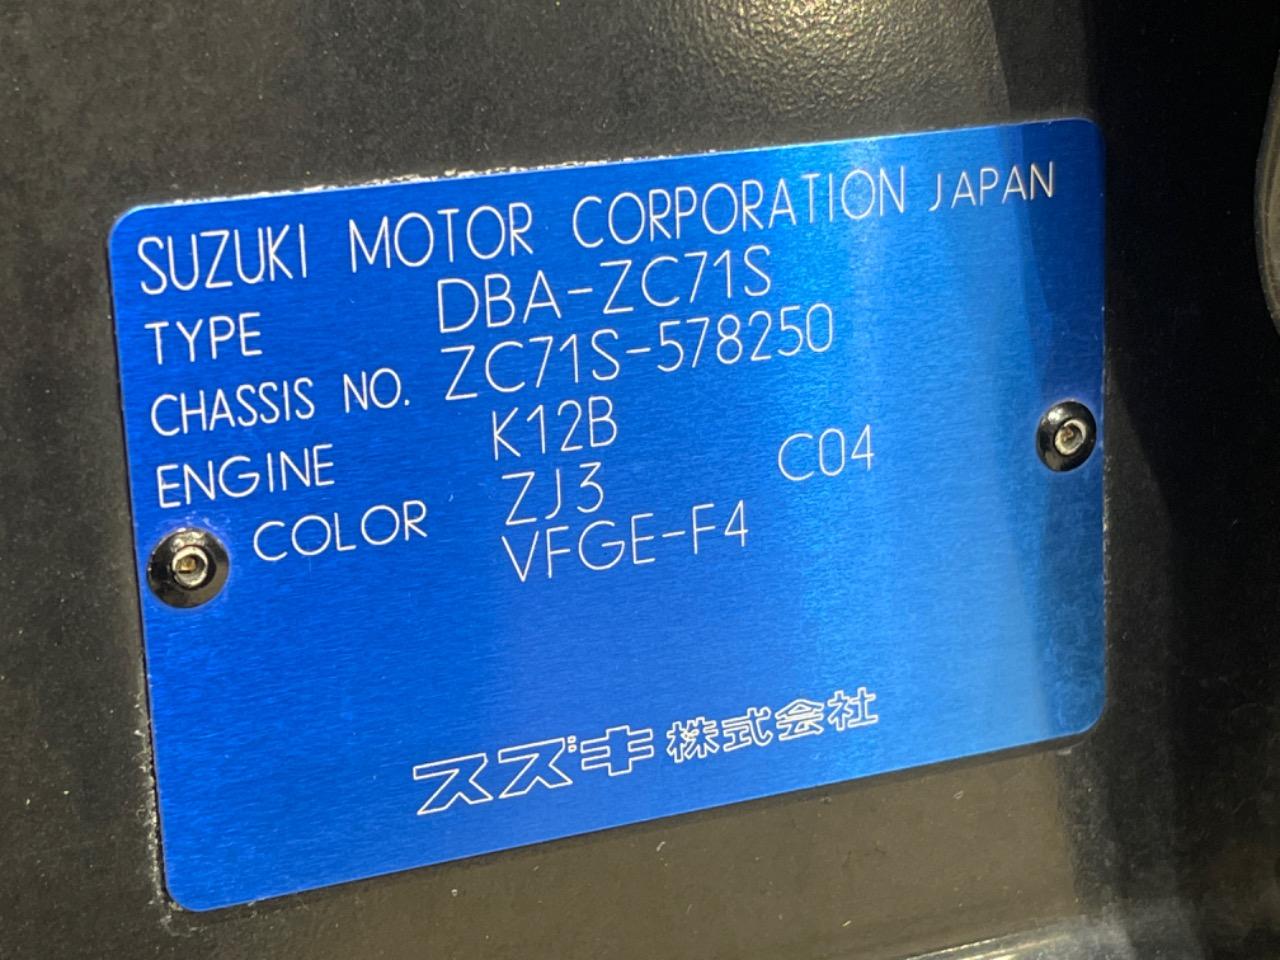 SUZUKI MOTOR CORPORATION JAPAN
TYPE DBA-ZC71S
CHASSIS NO. ZC71S-578250
ENGINE K12B
COLOR ZJ3 C04
VFGE-F4
スズキ株式会社